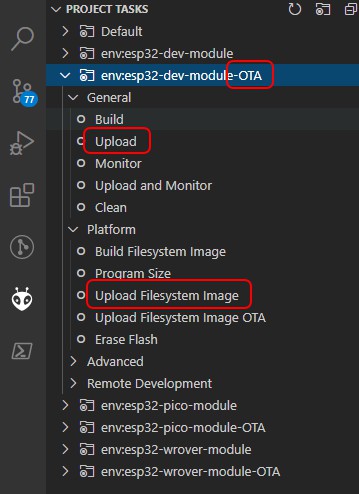 PROJECT TASKS
Default
env:esp32-dev-module
env:esp32-dev-module-OTA
General
Build
Upload
Monitor
Upload and Monitor
Clean
Platform
Build Filesystem Image
Program Size
Upload Filesystem Image
Upload Filesystem Image OTA
Erase Flash
Advanced
Remote Development
env:esp32-pico-module
env:esp32-pico-module-OTA
env:esp32-wrover-module
env:esp32-wrover-module-OTA
77